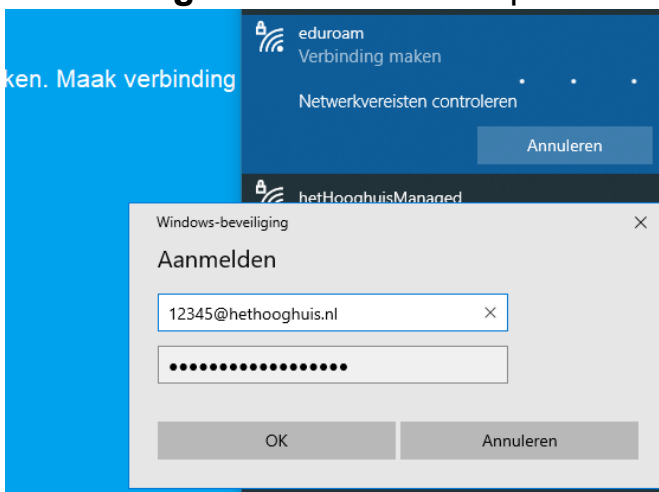 eduroam
Verbinding maken
ken. Maak verbinding
Netwerkvereisten controleren
Annuleren
hetHooghuisManaged
Windows-beveiliging
Aanmelden
12345@hethooghuis.nl
••••••••••••••••••
OK Annuleren